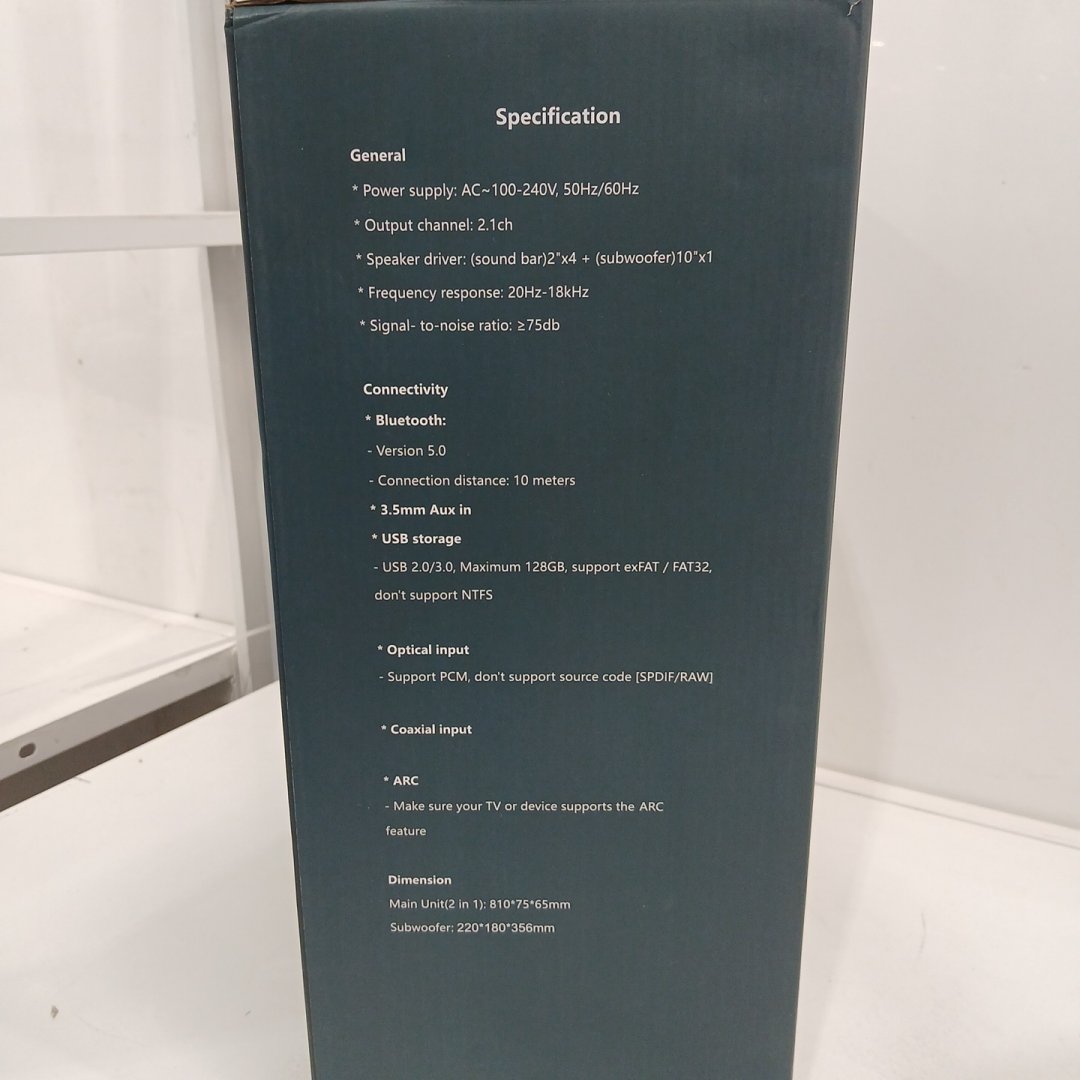 Specification
General
* Power supply: AC~100-240V, 50Hz/60Hz
* Output channel: 2.1ch
* Speaker driver: (sound bar)2"x4 + (subwoofer)10"x1
* Frequency response: 20Hz-18kHz
* Signal- to-noise ratio: ≥75db
Connectivity
* Bluetooth:
- Version 5.0
- Connection distance: 10 meters
* 3.5mm Aux in
* USB storage
- USB 2.0/3.0, Maximum 128GB, support exFAT / FAT32,
don't support NTFS
* Optical input
- Support PCM, don't support source code [SPDIF/RAW]
* Coaxial input
* ARC
- Make sure your TV or device supports the ARC
feature
Dimension
Main Unit(2 in 1): 810*75*65mm
Subwoofer: 220*180*356mm